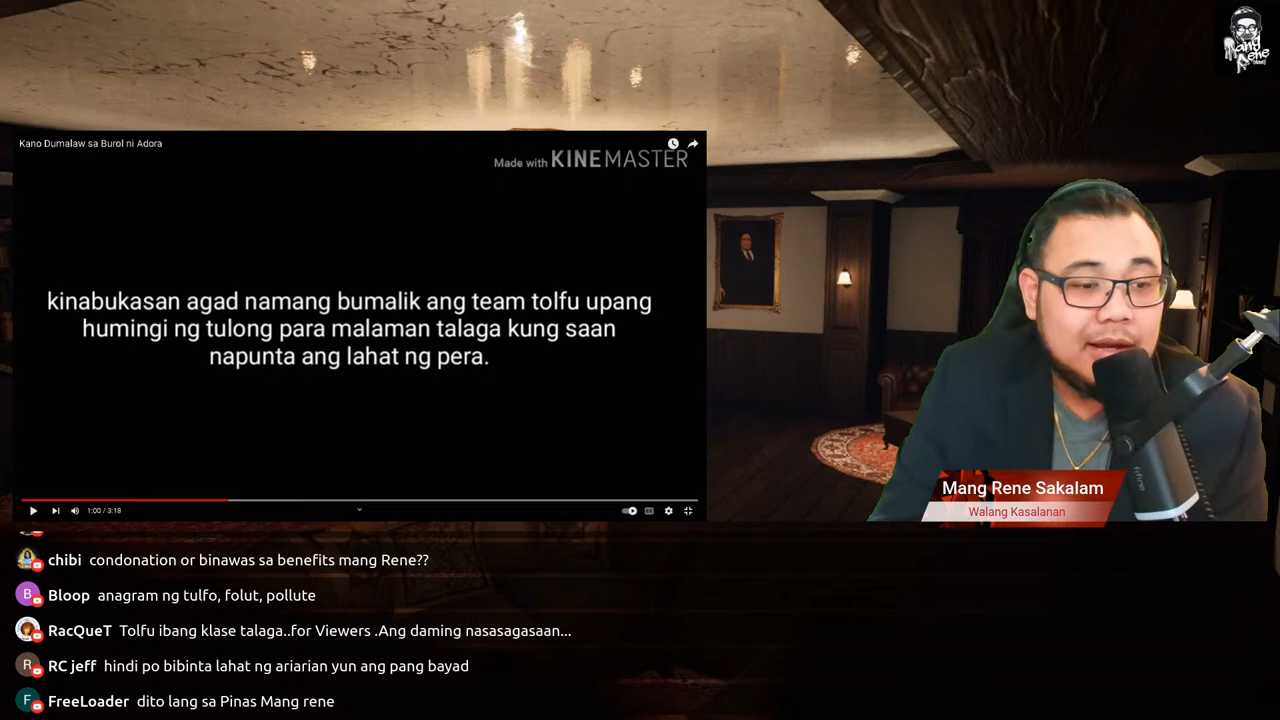 Mang
Rene
Kano Dumalaw sa Burol ni Adora
Made with KINEMASTER
kinabukasan agad namang bumalik ang team tolfu upang
humingi ng tulong para malaman talaga kung saan
napunta ang lahat ng pera.
1:00 / 3:18
Mang Rene Sakalam
Walang Kasalanan
chibi condonation or binawas sa benefits mang Rene??
B Bloop anagram ng tulfo, folut, pollute
RacQueT Tolfu ibang klase talaga..for Viewers .Ang daming nasasagasaan...
R RC jeff hindi po bibinta lahat ng ariarian yun ang pang bayad
F FreeLoader dito lang sa Pinas Mang rene